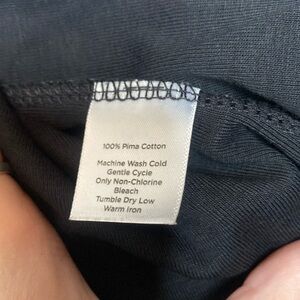 100% Pima Cotton
Machine Wash Cold
Gentle Cycle
Only Non-Chlorine
Bleach
Tumble Dry Low
Warm Iron